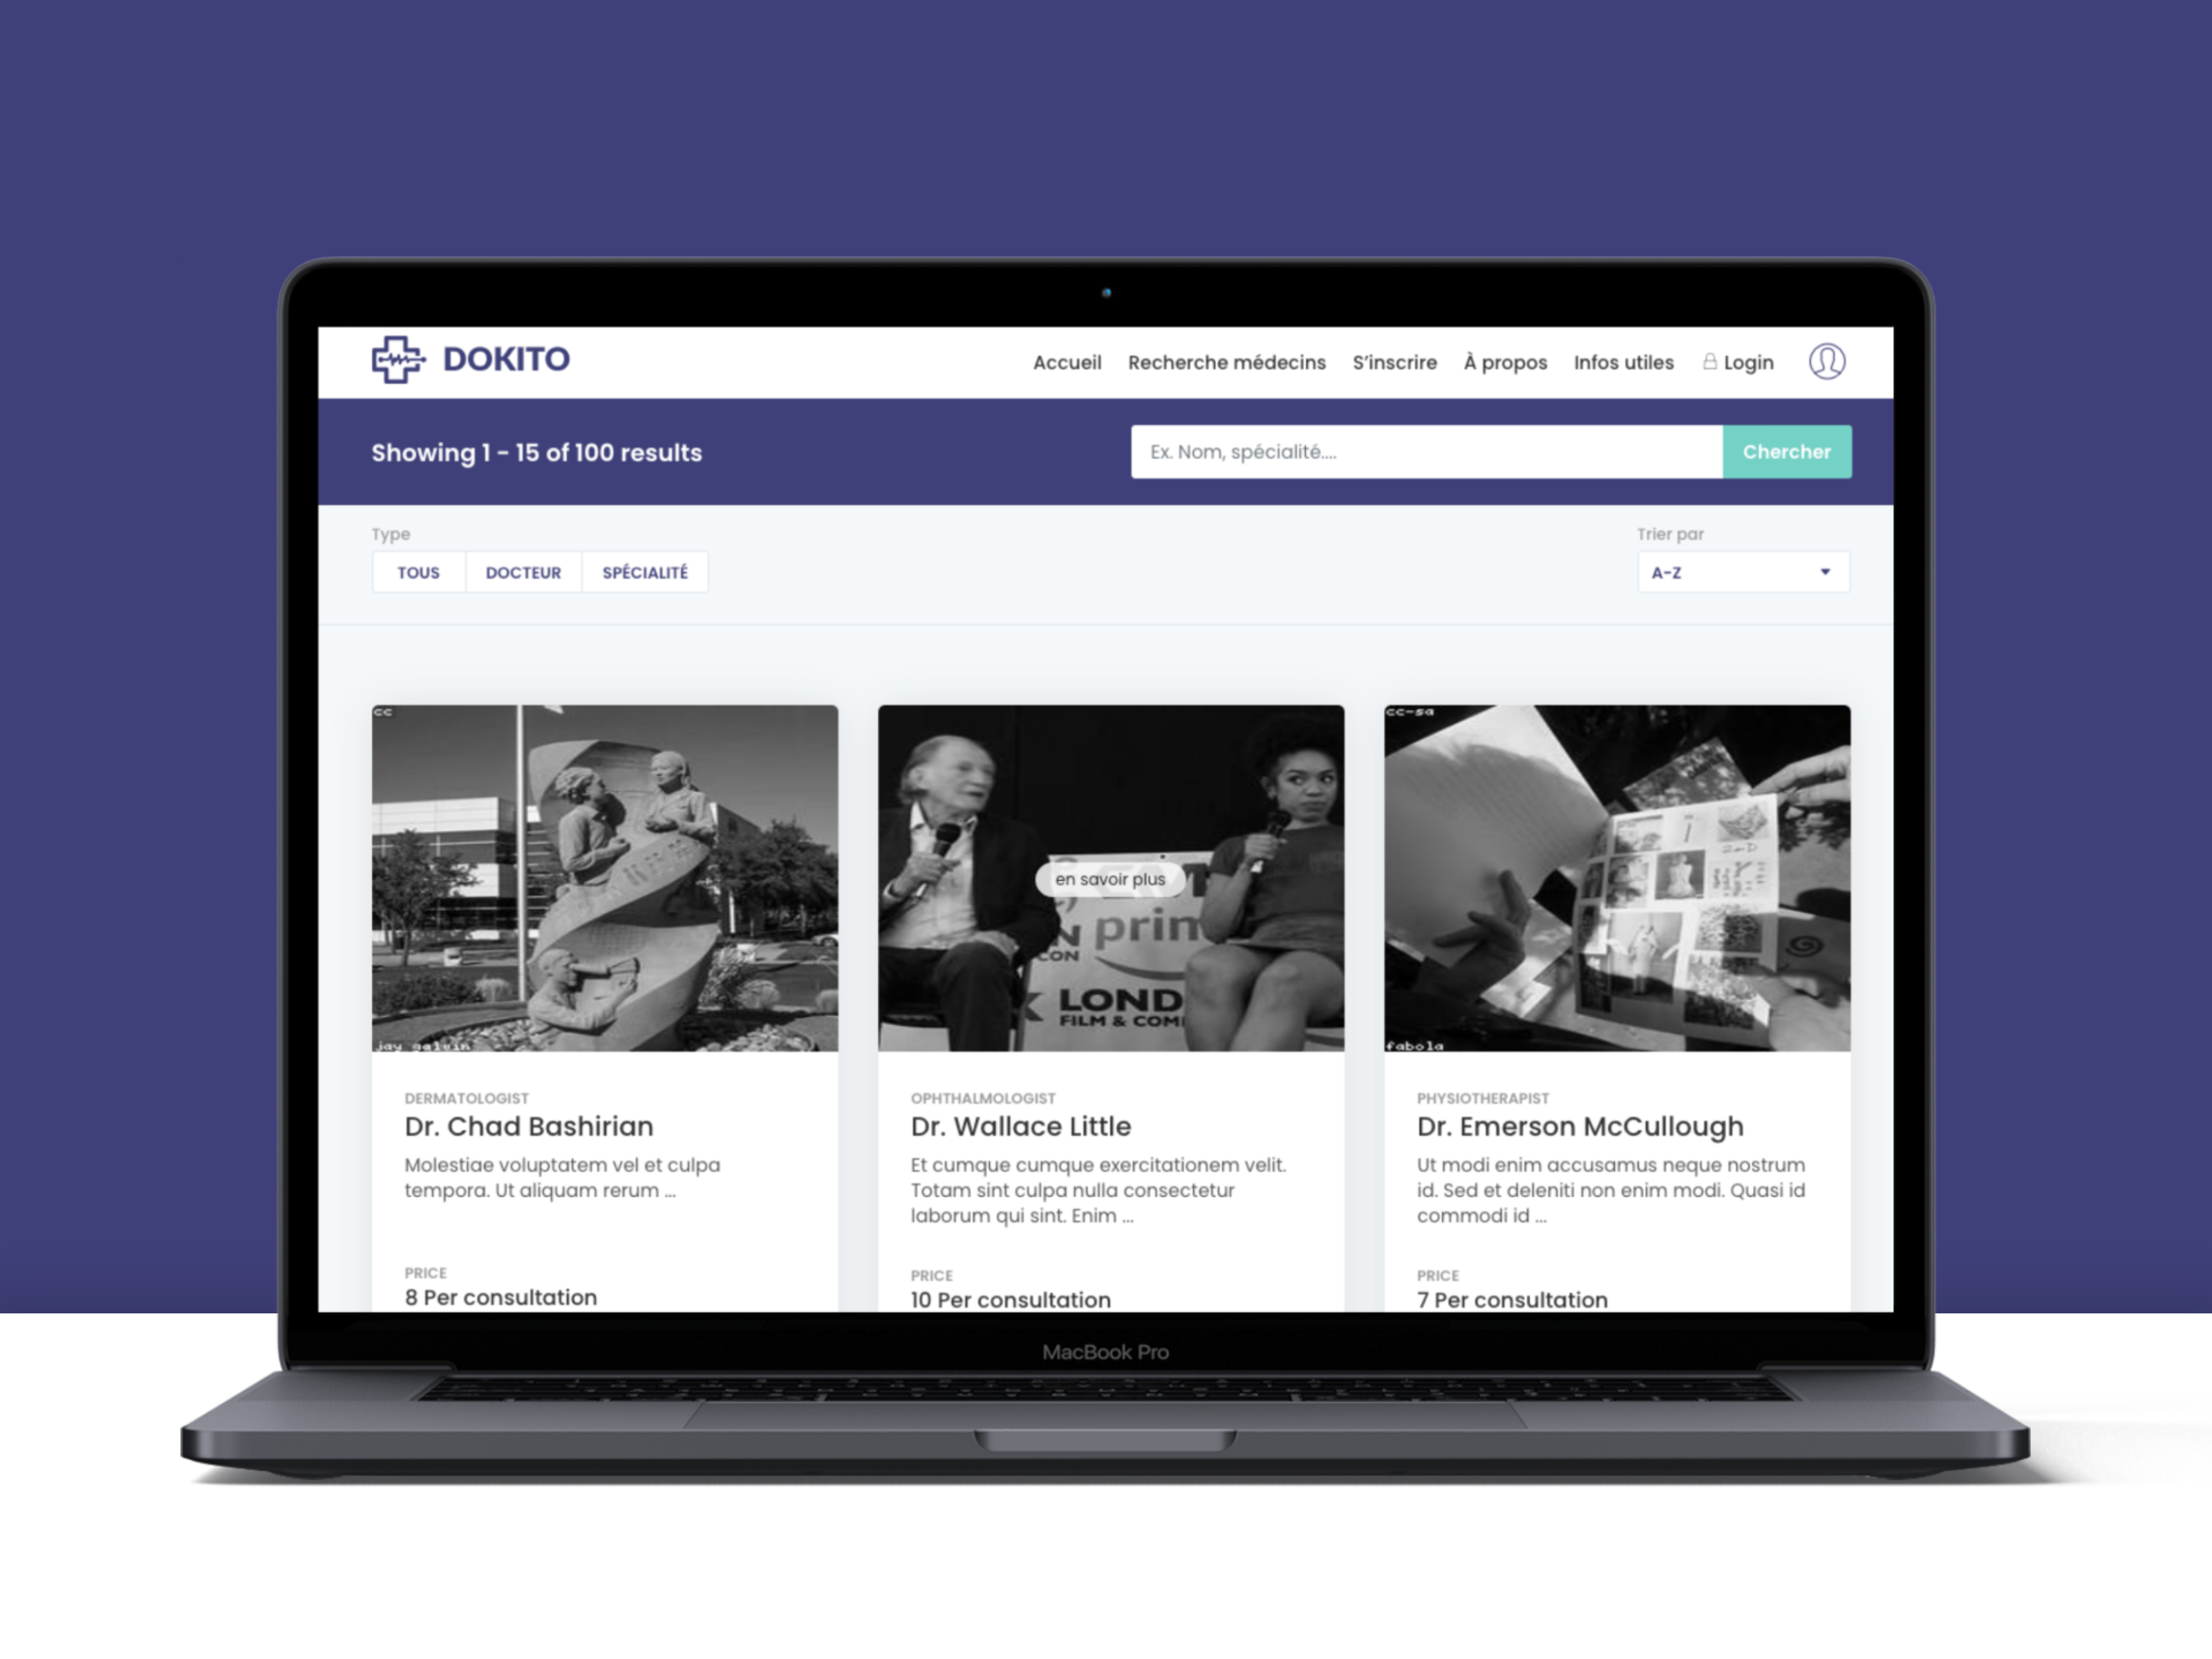 DOKITO
Accueil Recherche médecins S'inscrire À propos Infos utiles Login
Showing 1 - 15 of 100 results
Ex. Nom, spécialité....
Chercher
Type
Trier par
TOUS DOCTEUR SPÉCIALITÉ
A-Z
cc
cc-sa
en savoir plus
prim
CON
LOND
FILM & COMI
fabola
DERMATOLOGIST
Dr. Chad Bashirian
Molestiae voluptatem vel et culpa
tempora. Ut aliquam rerum ...
PRICE
8 Per consultation
OPHTHALMOLOGIST
Dr. Wallace Little
Et cumque cumque exercitationem velit.
Totam sint culpa nulla consectetur
laborum qui sint. Enim ...
PRICE
10 Per consultation
PHYSIOTHERAPIST
Dr. Emerson McCullough
Ut modi enim accusamus neque nostrum
id. Sed et deleniti non enim modi. Quasi id
commodi id ...
PRICE
7 Per consultation
MacBook Pro